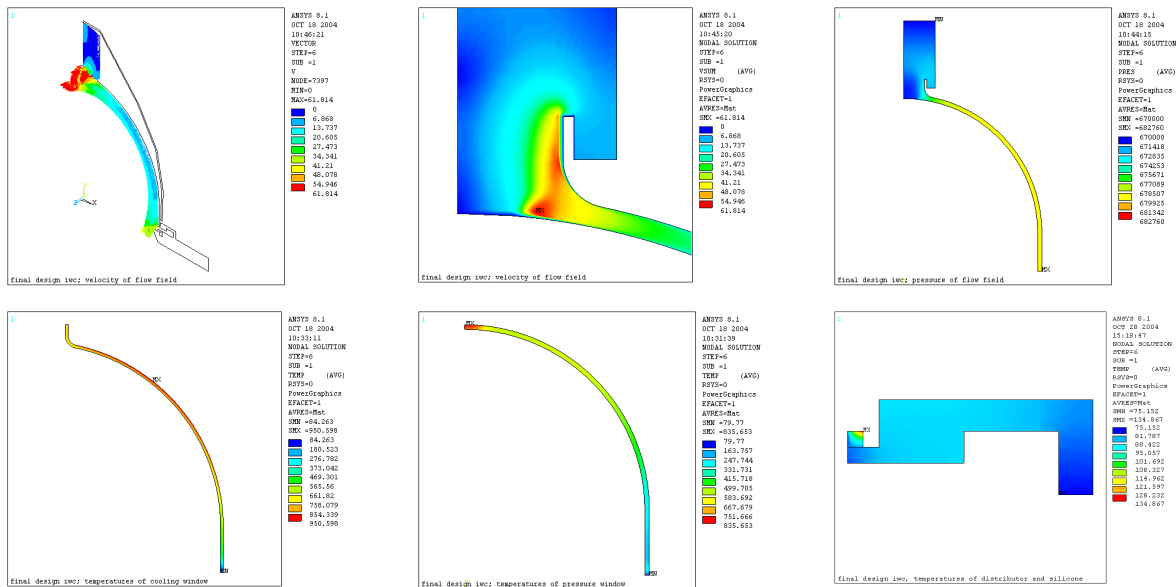 1
ANSYS 8.1
OCT 18 2004
10:46:21
VECTOR
STEP=6
SUB =1
V
NODE=7397
MIN=0
MAX=61.814
0
6.868
13.737
20.605
27.473
34.341
41.21
48.078
54.946
61.814
Y
Z X
final design iwc; velocity of flow field
1
MX
ANSYS 8.1
OCT 18 2004
10:45:20
NODAL SOLUTION
STEP=6
SUB =1
VSUM (AVG)
RSYS=0
PowerGraphics
EFACET=1
AVRES=Mat
SMX =61.814
0
6.868
13.737
20.605
27.473
34.341
41.21
48.078
54.946
61.814
final design iwc; velocity of flow field
1
MN
MX
ANSYS 8.1
OCT 18 2004
10:44:15
NODAL SOLUTION
STEP=6
SUB =1
PRES (AVG)
RSYS=0
PowerGraphics
EFACET=1
AVRES=Mat
SMN =670000
SMX =682760
670000
671418
672835
674253
675671
677089
678507
679925
681342
682760
final design iwc; pressure of flow field
1
MX
MN
ANSYS 8.1
OCT 18 2004
10:33:11
NODAL SOLUTION
STEP=6
SUB =1
TEMP (AVG)
RSYS=0
PowerGraphics
EFACET=1
AVRES=Mat
SMN =84.263
SMX =950.598
84.263
180.523
276.782
373.042
469.301
565.56
661.82
758.079
854.339
950.598
final design iwc; temperatures of cooling window
1
MX
MN
ANSYS 8.1
OCT 18 2004
10:31:39
NODAL SOLUTION
STEP=6
SUB =1
TEMP (AVG)
RSYS=0
PowerGraphics
EFACET=1
AVRES=Mat
SMN =79.77
SMX =835.653
79.77
163.757
247.744
331.731
415.718
499.705
583.692
667.679
751.666
835.653
final design iwc; temperatures of pressure window
1
MX
ANSYS 8.1
OCT 28 2004
15:18:47
NODAL SOLUTION
STEP=6
SUB =1
TEMP (AVG)
RSYS=0
PowerGraphics
EFACET=1
AVRES=Mat
SMN =75.152
SMX =134.867
75.152
81.787
88.422
95.057
101.692
108.327
114.962
121.597
128.232
134.867
final design iwc, temperatures of distributor and silicone